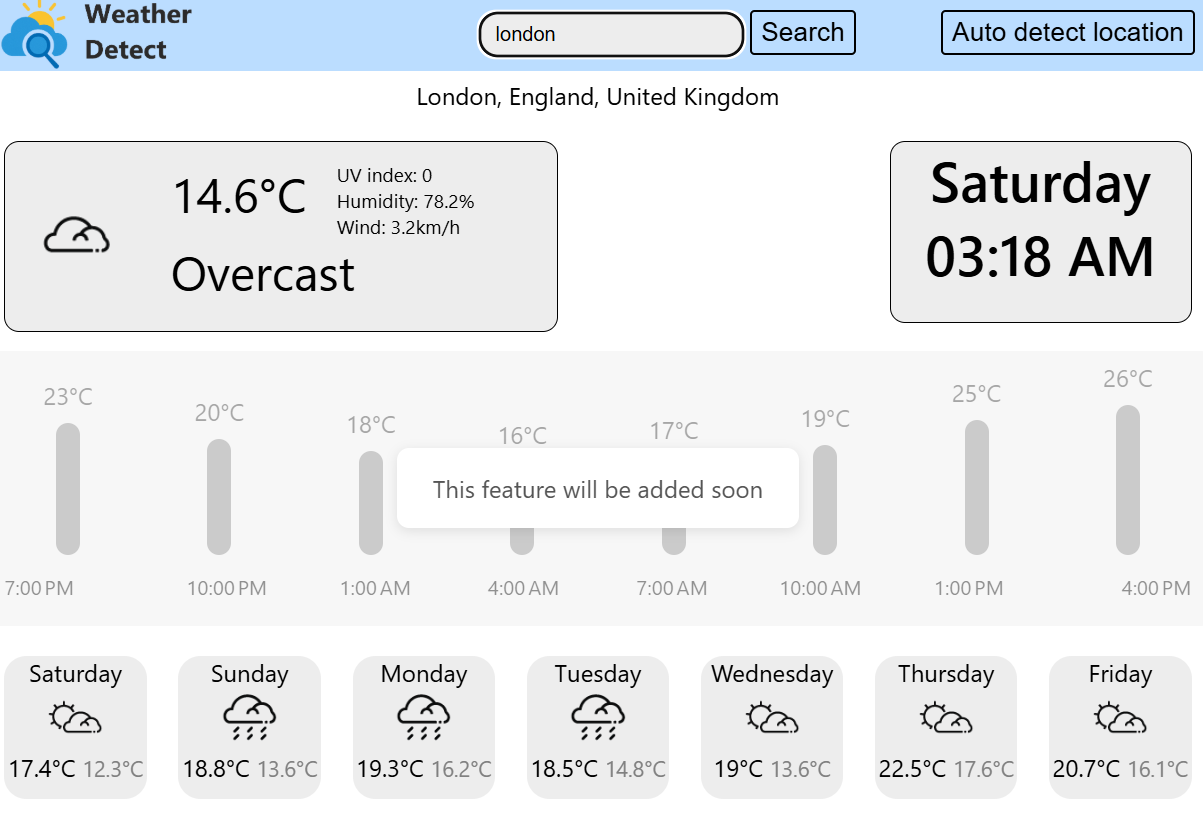 Weather
Detect
london
Search
Auto detect location
London, England, United Kingdom
14.6°C
UV index: 0
Humidity: 78.2%
Wind: 3.2km/h
Overcast
Saturday
03:18 AM
23°C 20°C 18°C 16°C 17°C 19°C 25°C 26°C
This feature will be added soon
7:00 PM 10:00 PM 1:00 AM 4:00 AM 7:00 AM 10:00 AM 1:00 PM 4:00 PM
Saturday
17.4°C 12.3°C
Sunday
18.8°C 13.6°C
Monday
19.3°C 16.2°C
Tuesday
18.5°C 14.8°C
Wednesday
19°C 13.6°C
Thursday
22.5°C 17.6°C
Friday
20.7°C 16.1°C